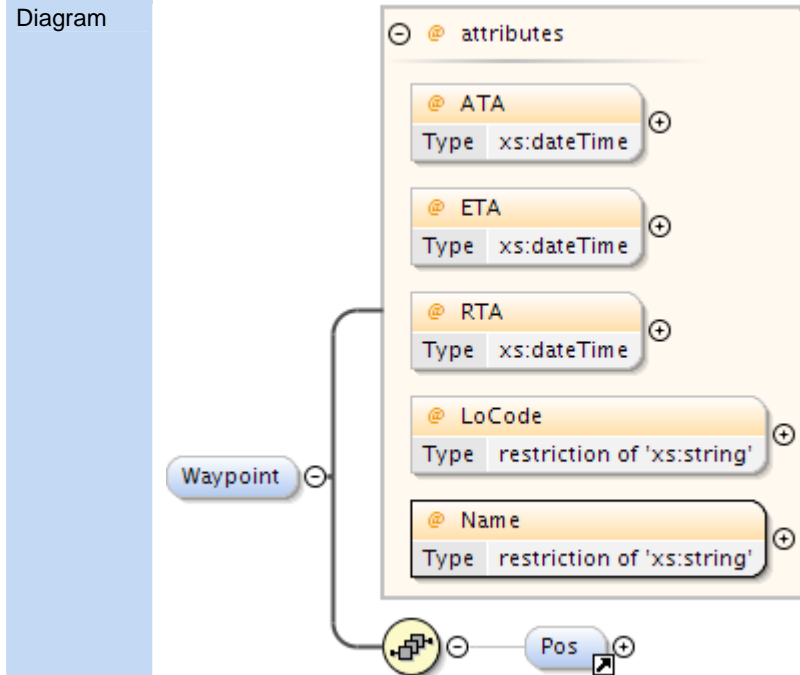 Diagram
@ attributes
@ ATA
Type xs:dateTime
@ ETA
Type xs:dateTime
@ RTA
Type xs:dateTime
@ LoCode
Type restriction of 'xs:string'
Waypoint
@ Name
Type restriction of 'xs:string'
Pos